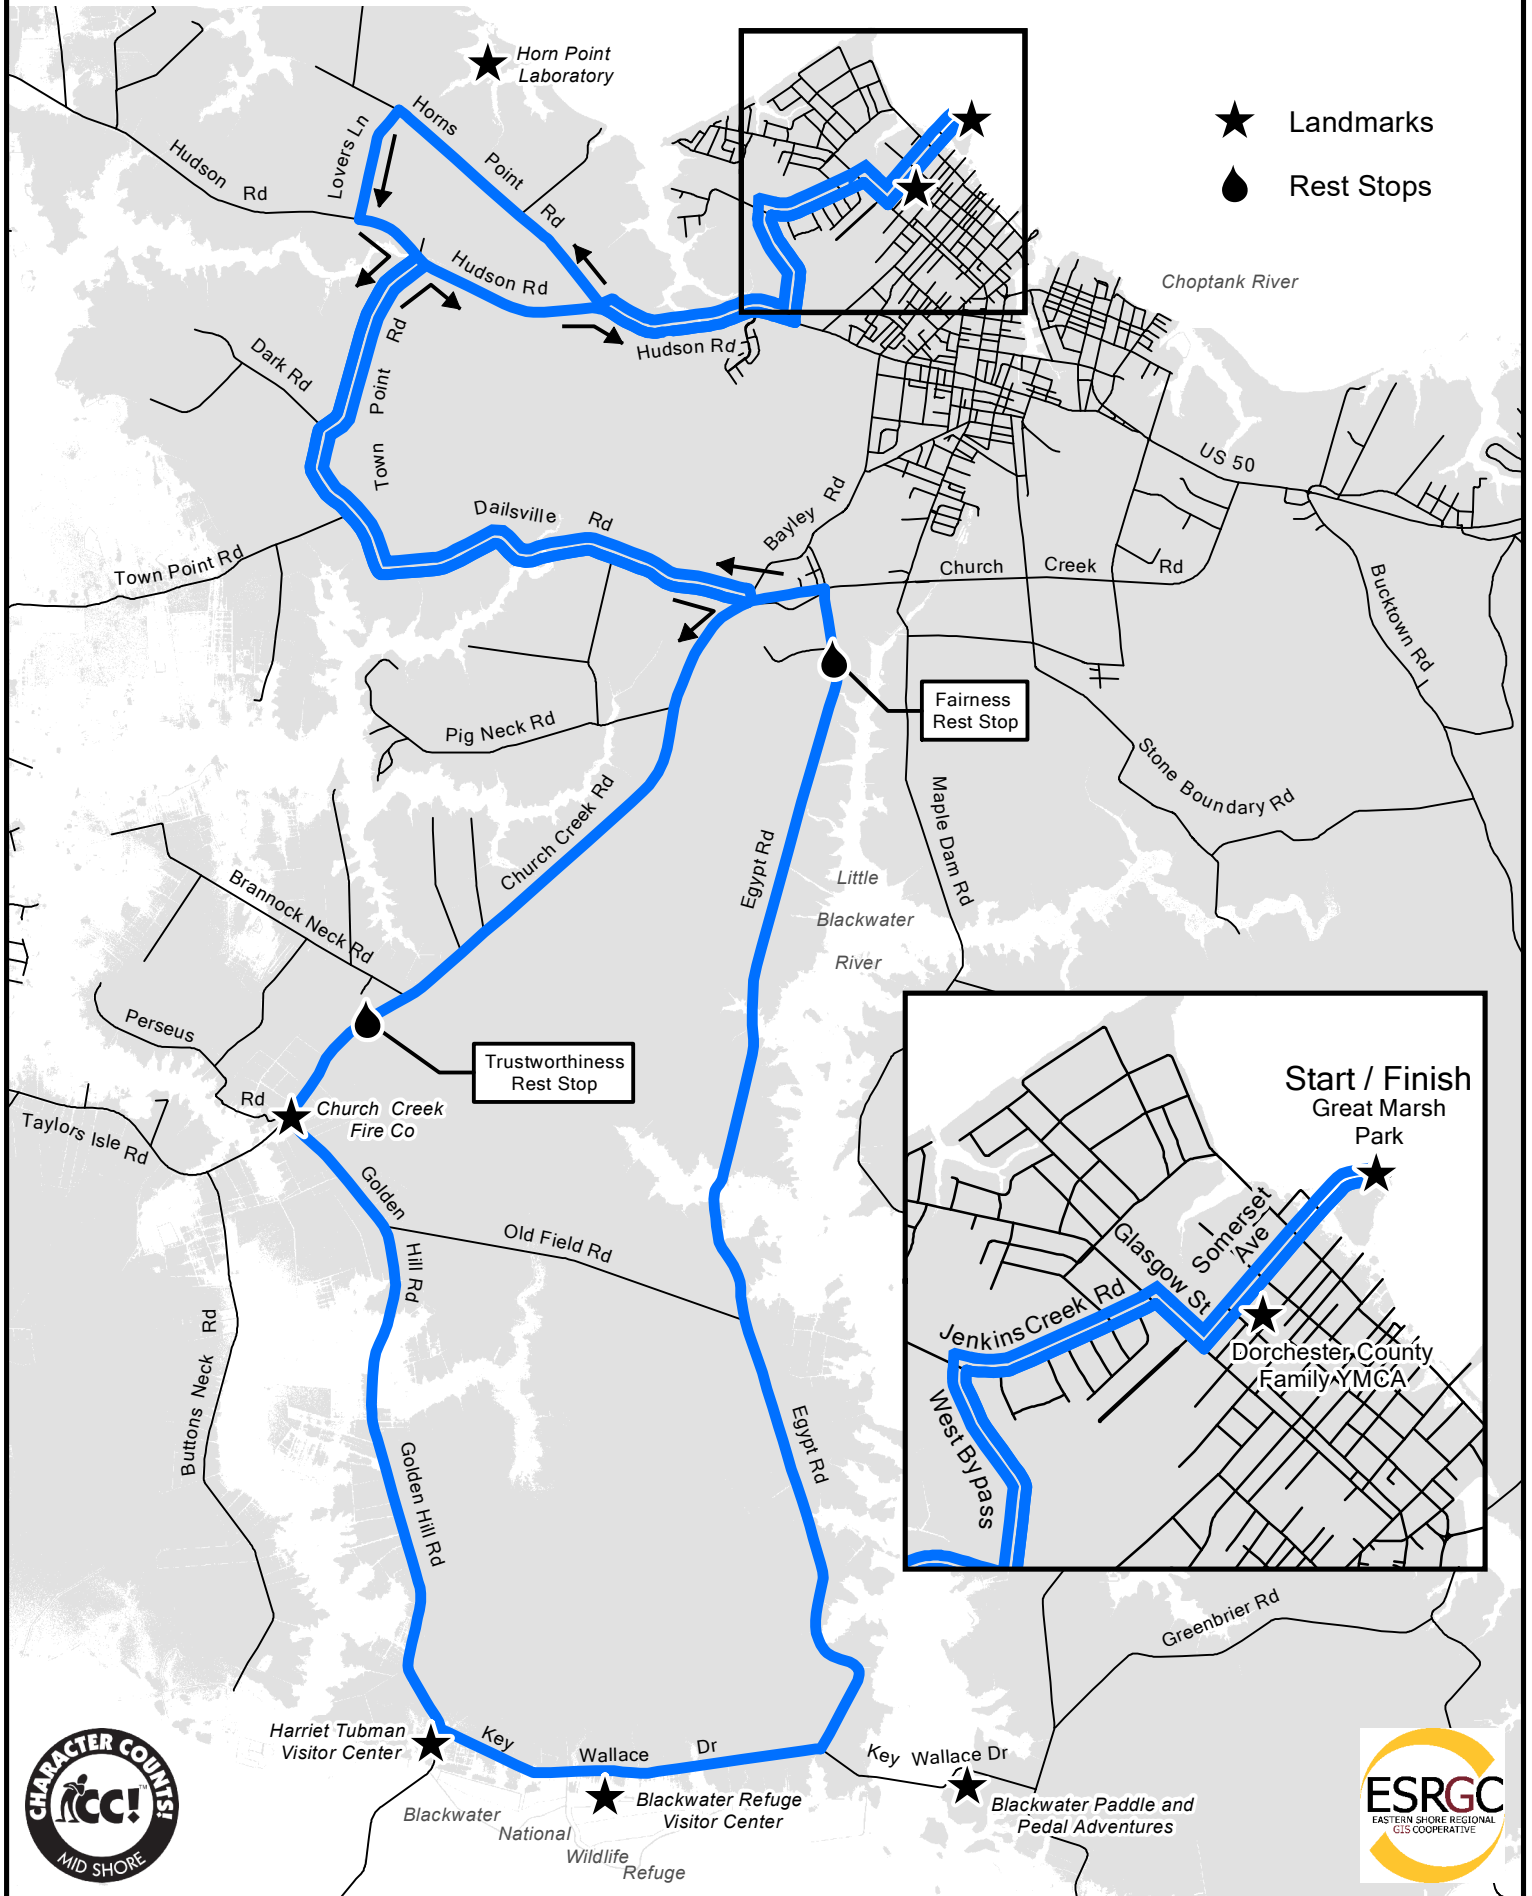 Horn Point
Laboratory
Landmarks
Rest Stops
Horns
Point
Rd
Lovers Ln
Hudson
Rd
Hudson Rd
Hudson Rd
Choptank River
Dark Rd
Town
Point
Rd
US 50
Bayley
Rd
Dailsville
Rd
Town Point Rd
Church
Creek
Rd
Bucktown Rd
Fairness
Rest Stop
Pig Neck Rd
Stone Boundary Rd
Maple Dam Rd
Church Creek Rd
Egypt Rd
Little
Blackwater
River
Brannock Neck Rd
Perseus
Rd
Trustworthiness
Rest Stop
Church Creek
Fire Co
Taylors Isle Rd
Golden
Hill Rd
Old Field Rd
Start / Finish
Great Marsh
Park
Somerset
Ave
Glasgow St
Jenkins Creek Rd
Dorchester County
Family YMCA
West Bypass
Buttons Neck Rd
Golden Hill Rd
Egypt Rd
Greenbrier Rd
Harriet Tubman
Visitor Center
Key
Wallace
Dr
Key Wallace Dr
Blackwater Refuge
Visitor Center
Blackwater Paddle and
Pedal Adventures
Blackwater
National
Wildlife
Refuge
CHARACTER COUNTS!
CC!™
MID SHORE
ESRGC
EASTERN SHORE REGIONAL
GIS COOPERATIVE